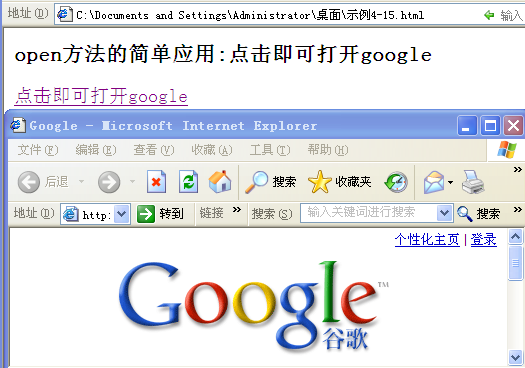 地址(D) C:\Documents and Settings\Administrator\桌面\示例4-15.html 输入
open方法的简单应用:点击即可打开google
点击即可打开google
Google - Microsoft Internet Explorer
文件(F) 编辑(E) 查看(V) 收藏(A) 工具(T) 帮助(H) »
后退 搜索 收藏夹 »
地址(D) http: 转到 链接 » 搜索(S) 输入关键词进行搜索 搜索 »
个性化主页 | 登录
Google™
谷歌